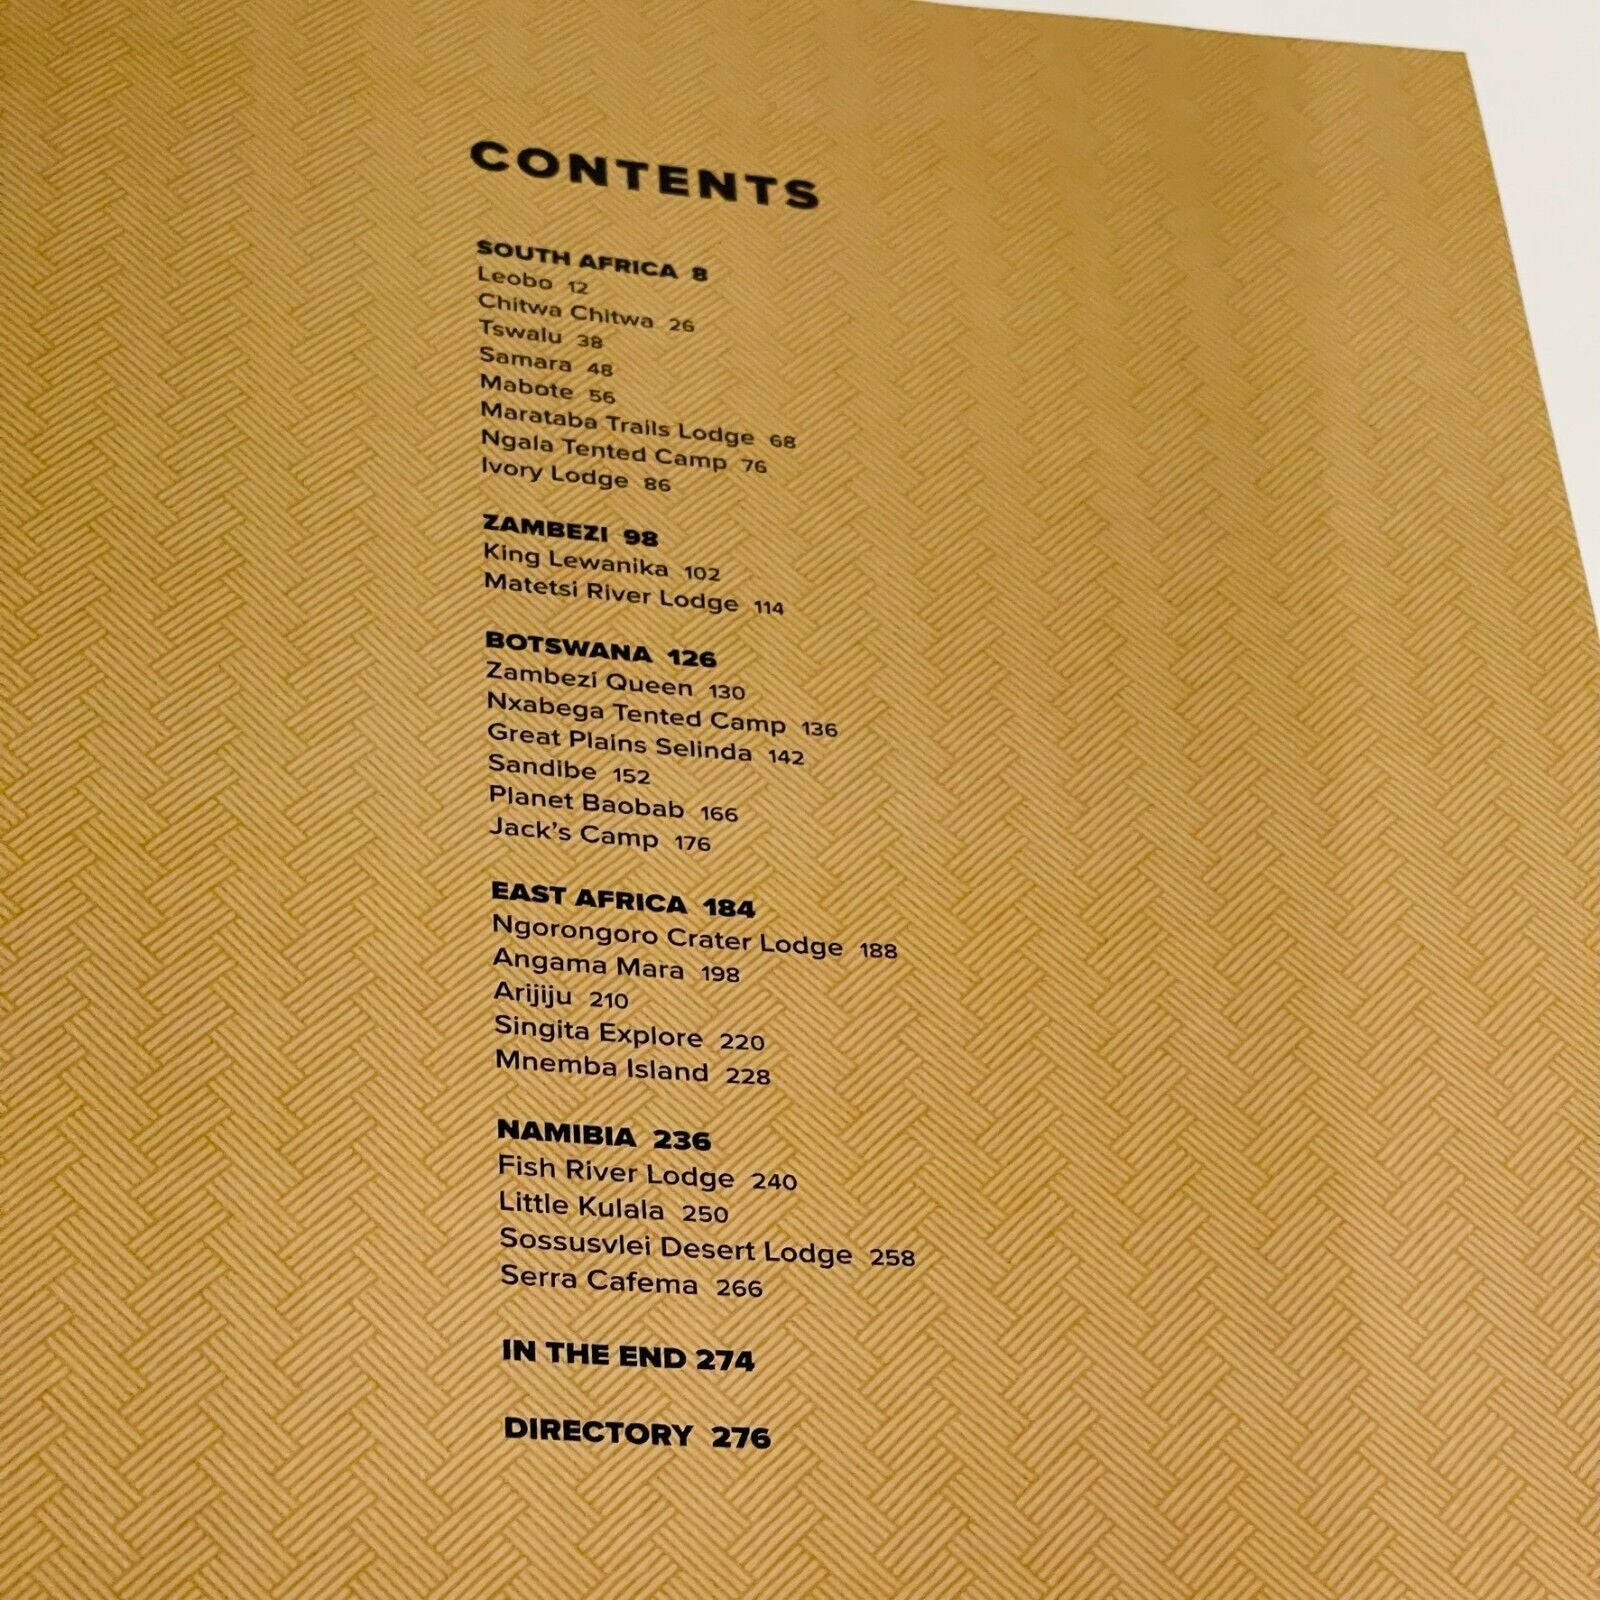 CONTENTS
SOUTH AFRICA 8
Leobo 12
Chitwa Chitwa 26
Tswalu 38
Samara 48
Mabote 56
Marataba Trails Lodge 68
Ngala Tented Camp 76
Ivory Lodge 86
ZAMBEZI 98
King Lewanika 102
Matetsi River Lodge 114
BOTSWANA 126
Zambezi Queen 130
Nxabega Tented Camp 136
Great Plains Selinda 142
Sandibe 152
Planet Baobab 166
Jack's Camp 176
EAST AFRICA 184
Ngorongoro Crater Lodge 188
Angama Mara 198
Arijiju 210
Singita Explore 220
Mnemba Island 228
NAMIBIA 236
Fish River Lodge 240
Little Kulala 250
Sossusvlei Desert Lodge 258
Serra Cafema 266
IN THE END 274
DIRECTORY 276